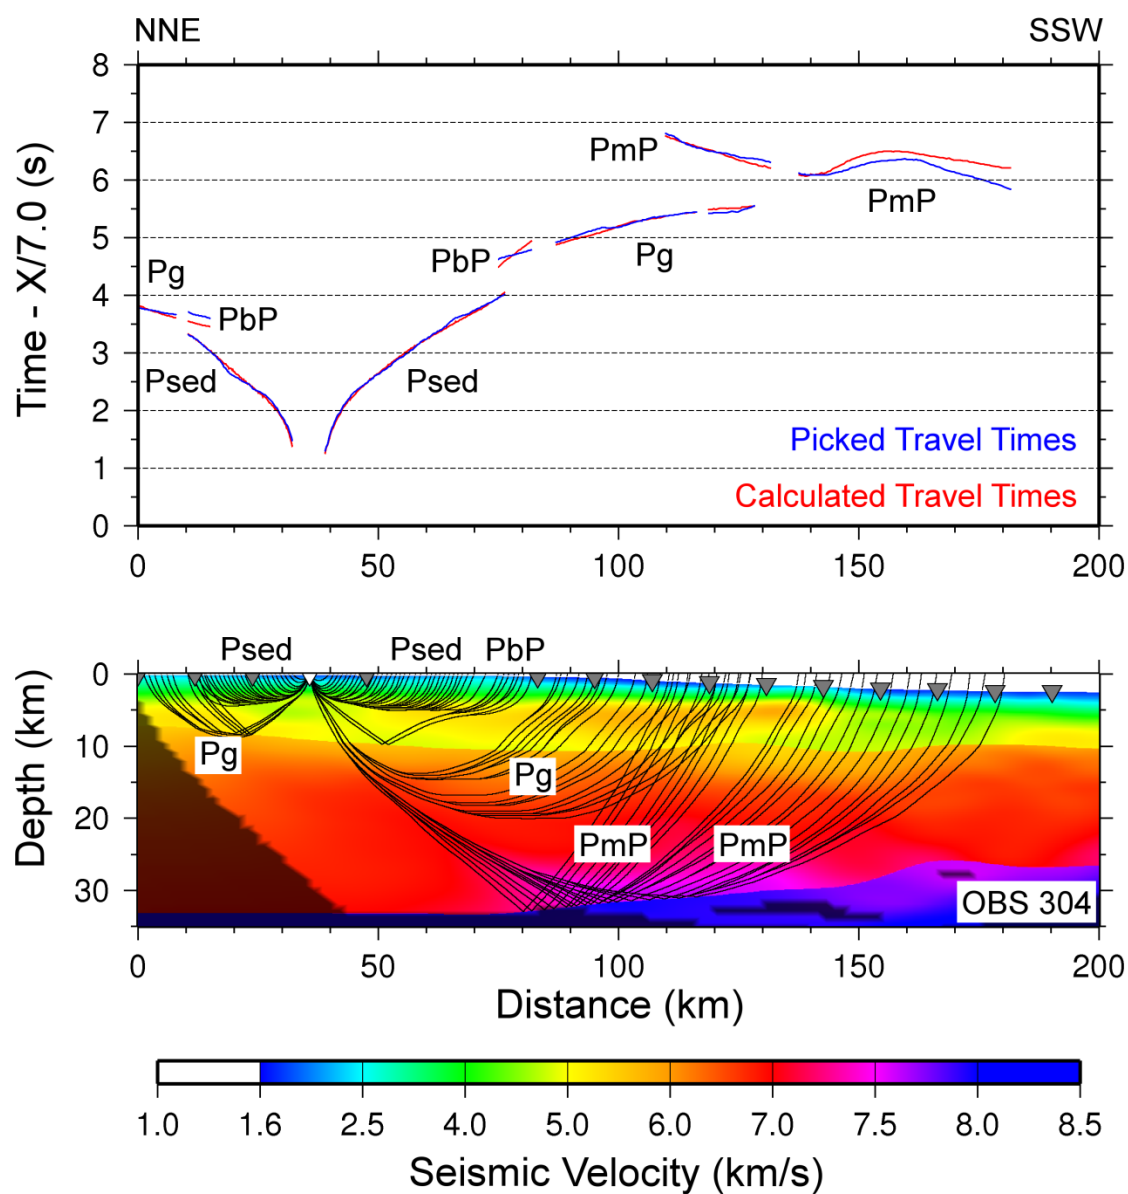 NNE SSW
Time - X/7.0 (s)
8
7
6
5
4
3
2
1
0
PmP
PmP
PbP
Pg
Pg
PbP
Psed
Psed
Picked Travel Times
Calculated Travel Times
0 50 100 150 200
Psed Psed PbP
Depth (km)
0
10
20
30
Pg
Pg
PmP PmP
OBS 304
0 50 100 150 200
Distance (km)
1.0 1.6 2.5 4.0 5.0 6.0 7.0 7.5 8.0 8.5
Seismic Velocity (km/s)